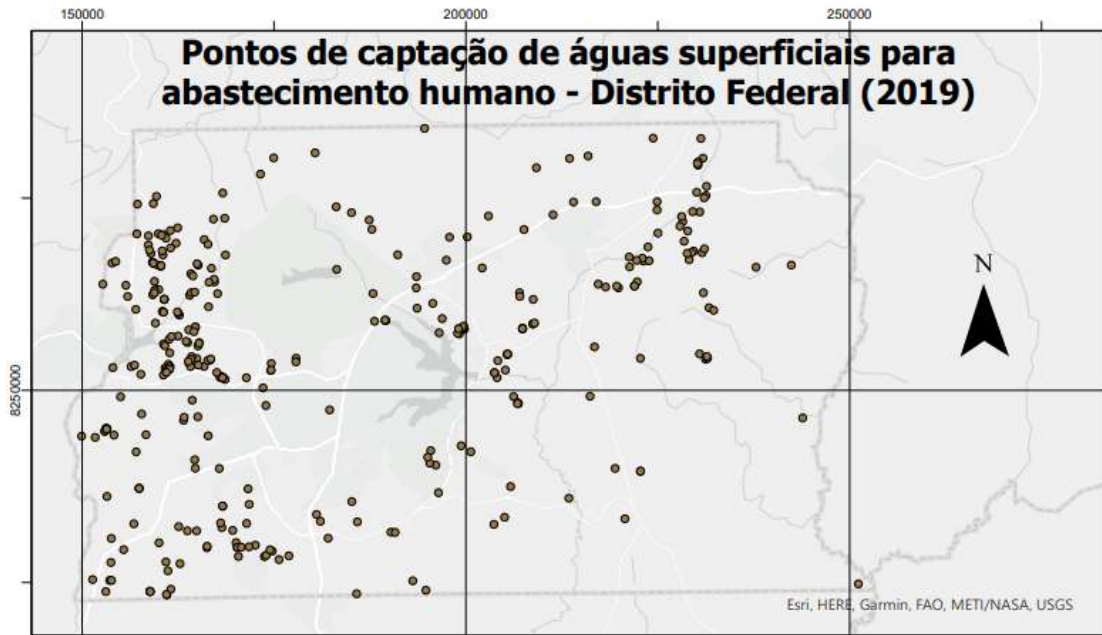 150000
200000
250000
Pontos de captação de águas superficiais para
abastecimento humano - Distrito Federal (2019)
N
8250000
Esri, HERE, Garmin, FAO, METI/NASA, USGS